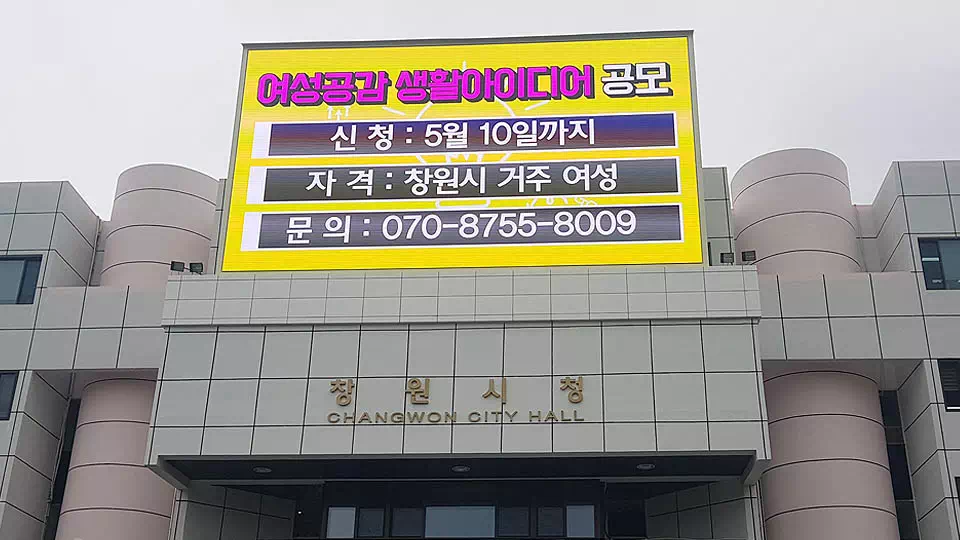 여성공감 생활아이디어 공모
신 청 : 5월 10일까지
자 격 : 창원시 거주 여성
문 의 : 070-8755-8009
창 원 시 청
CHANGWON CITY HALL